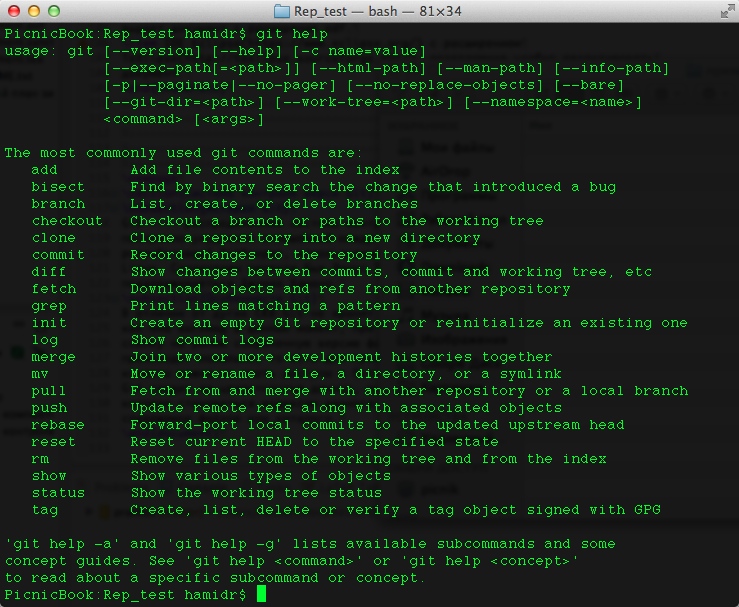 Rep_test — bash — 81×34
PicnicBook:Rep_test hamidr$ git help
usage: git [--version] [--help] [-c name=value]
           [--exec-path[=<path>]] [--html-path] [--man-path] [--info-path]
           [-p|--paginate|--no-pager] [--no-replace-objects] [--bare]
           [--git-dir=<path>] [--work-tree=<path>] [--namespace=<name>]
           <command> [<args>]

The most commonly used git commands are:
   add        Add file contents to the index
   bisect     Find by binary search the change that introduced a bug
   branch     List, create, or delete branches
   checkout   Checkout a branch or paths to the working tree
   clone      Clone a repository into a new directory
   commit     Record changes to the repository
   diff       Show changes between commits, commit and working tree, etc
   fetch      Download objects and refs from another repository
   grep       Print lines matching a pattern
   init       Create an empty Git repository or reinitialize an existing one
   log        Show commit logs
   merge      Join two or more development histories together
   mv         Move or rename a file, a directory, or a symlink
   pull       Fetch from and merge with another repository or a local branch
   push       Update remote refs along with associated objects
   rebase     Forward-port local commits to the updated upstream head
   reset      Reset current HEAD to the specified state
   rm         Remove files from the working tree and from the index
   show       Show various types of objects
   status     Show the working tree status
   tag        Create, list, delete or verify a tag object signed with GPG

'git help -a' and 'git help -g' lists available subcommands and some
concept guides. See 'git help <command>' or 'git help <concept>'
to read about a specific subcommand or concept.
PicnicBook:Rep_test hamidr$